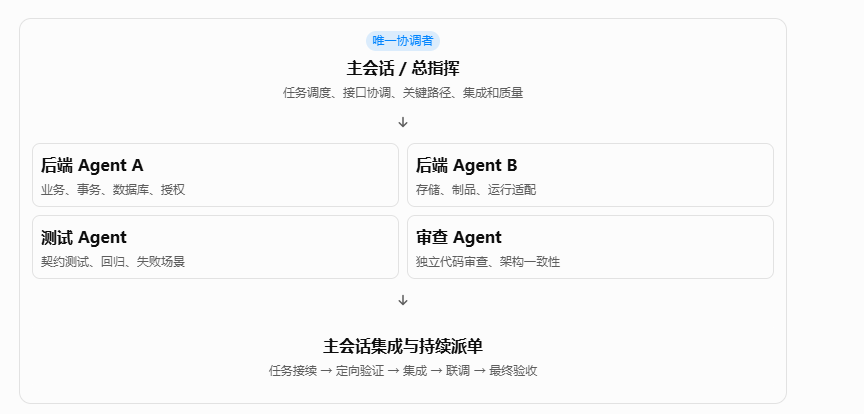 唯一协调者
主会话 / 总指挥
任务调度、接口协调、关键路径、集成和质量
↓
后端 Agent A
业务、事务、数据库、授权
后端 Agent B
存储、制品、运行适配
测试 Agent
契约测试、回归、失败场景
审查 Agent
独立代码审查、架构一致性
↓
主会话集成与持续派单
任务接续 → 定向验证 → 集成 → 联调 → 最终验收